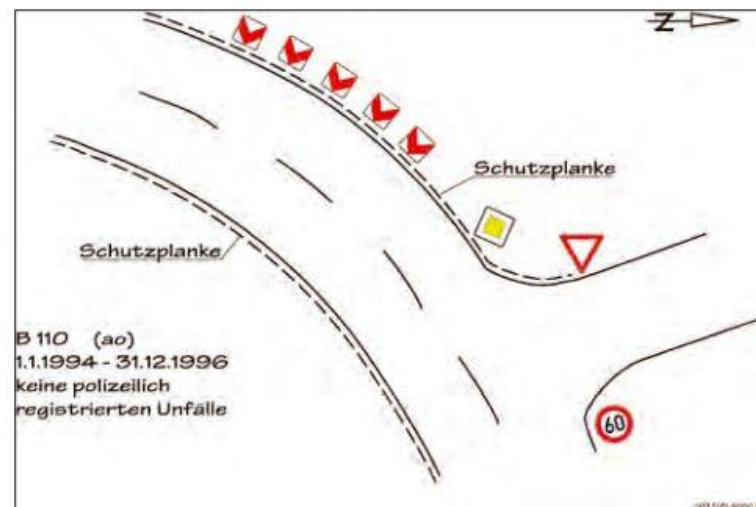 N
Schutzplanke
Schutzplanke
B 110 (ao)
1.1.1994 - 31.12.1996
keine polizeilich
registrierten Unfälle
60